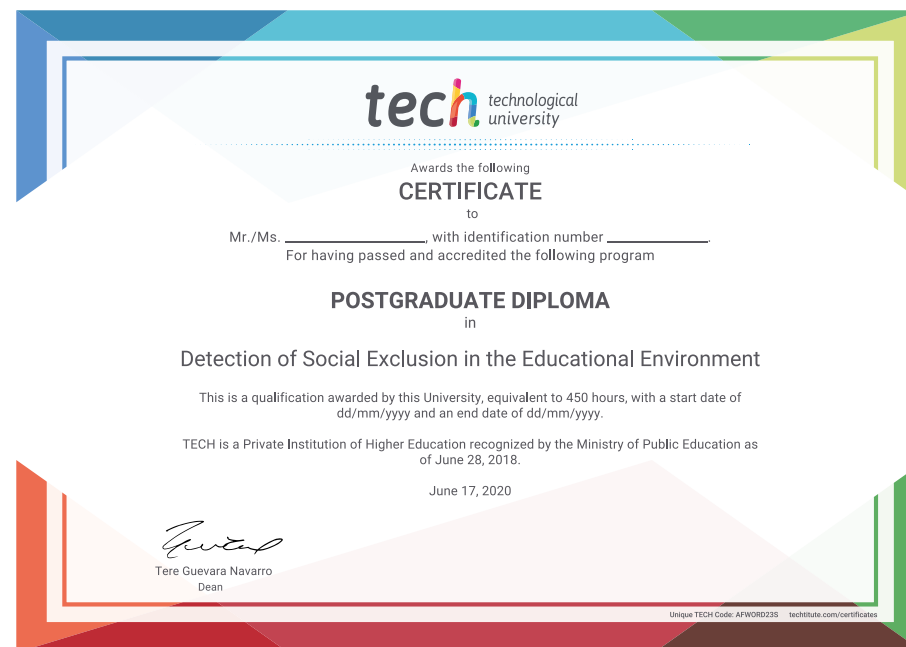 tech technological
university
Awards the following
CERTIFICATE
to
Mr./Ms. ____________________, with identification number ______________.
For having passed and accredited the following program
POSTGRADUATE DIPLOMA
in
Detection of Social Exclusion in the Educational Environment
This is a qualification awarded by this University, equivalent to 450 hours, with a start date of
dd/mm/yyyy and an end date of dd/mm/yyyy.
TECH is a Private Institution of Higher Education recognized by the Ministry of Public Education as
of June 28, 2018.
June 17, 2020
Tere Guevara Navarro
Dean
Unique TECH Code: AFWORD23S techtitute.com/certificates